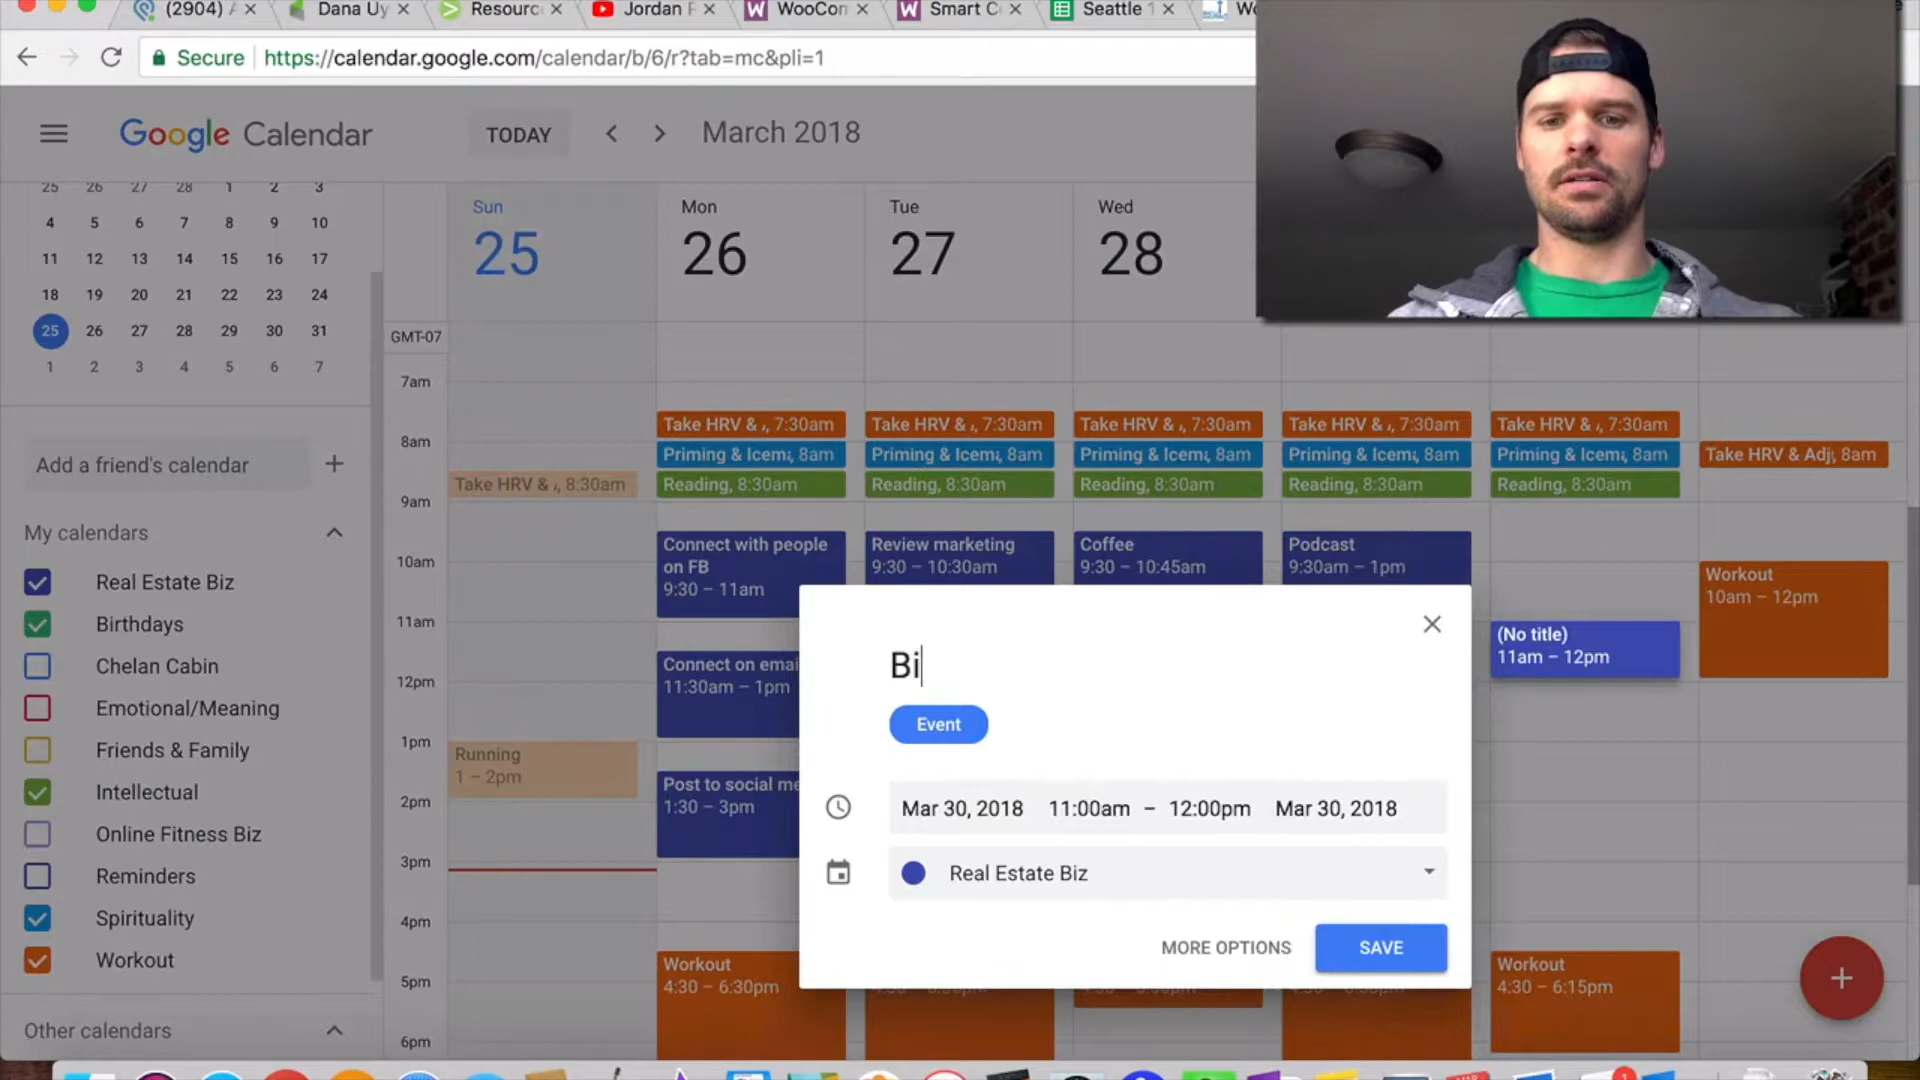 (2904)
Dana Uy
Resourc
Jordan
WooCon
Smart C
Seattle
Secure
https://calendar.google.com/calendar/b/6/r?tab=mc&pli=1
Google Calendar
TODAY
March 2018
25 26 27 28 1 2 3
4 5 6 7 8 9 10
11 12 13 14 15 16 17
18 19 20 21 22 23 24
25 26 27 28 29 30 31
1 2 3 4 5 6 7
Add a friend's calendar
My calendars
Real Estate Biz
Birthdays
Chelan Cabin
Emotional/Meaning
Friends & Family
Intellectual
Online Fitness Biz
Reminders
Spirituality
Workout
Other calendars
Sun
25
Mon
26
Tue
27
Wed
28
GMT-07
7am
8am
9am
10am
11am
12pm
1pm
2pm
3pm
4pm
5pm
6pm
Take HRV & , 8:30am
Running
1 – 2pm
Take HRV & , 7:30am
Priming & Icema, 8am
Reading, 8:30am
Connect with people
on FB
9:30 – 11am
Connect on emai
11:30am – 1pm
Post to social me
1:30 – 3pm
Workout
4:30 – 6:30pm
Take HRV & , 7:30am
Priming & Icema, 8am
Reading, 8:30am
Review marketing
9:30 – 10:30am
Take HRV & , 7:30am
Priming & Icema, 8am
Reading, 8:30am
Coffee
9:30 – 10:45am
Take HRV & , 7:30am
Priming & Icema, 8am
Reading, 8:30am
Podcast
9:30am – 1pm
Take HRV & , 7:30am
Priming & Icema, 8am
Reading, 8:30am
(No title)
11am – 12pm
Workout
4:30 – 6:15pm
Take HRV & Adj, 8am
Workout
10am – 12pm
Bi
Event
Mar 30, 2018 11:00am – 12:00pm Mar 30, 2018
Real Estate Biz
MORE OPTIONS
SAVE